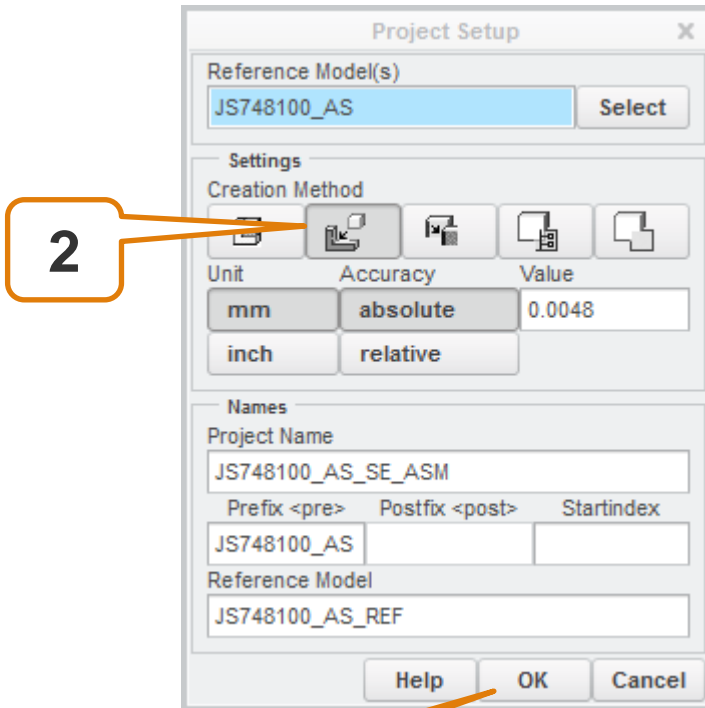 Project Setup
Reference Model(s)
JS748100_AS Select
Settings
Creation Method
2
Unit Accuracy Value
mm absolute 0.0048
inch relative
Names
Project Name
JS748100_AS_SE_ASM
Prefix <pre> Postfix <post> Startindex
JS748100_AS
Reference Model
JS748100_AS_REF
Help OK Cancel